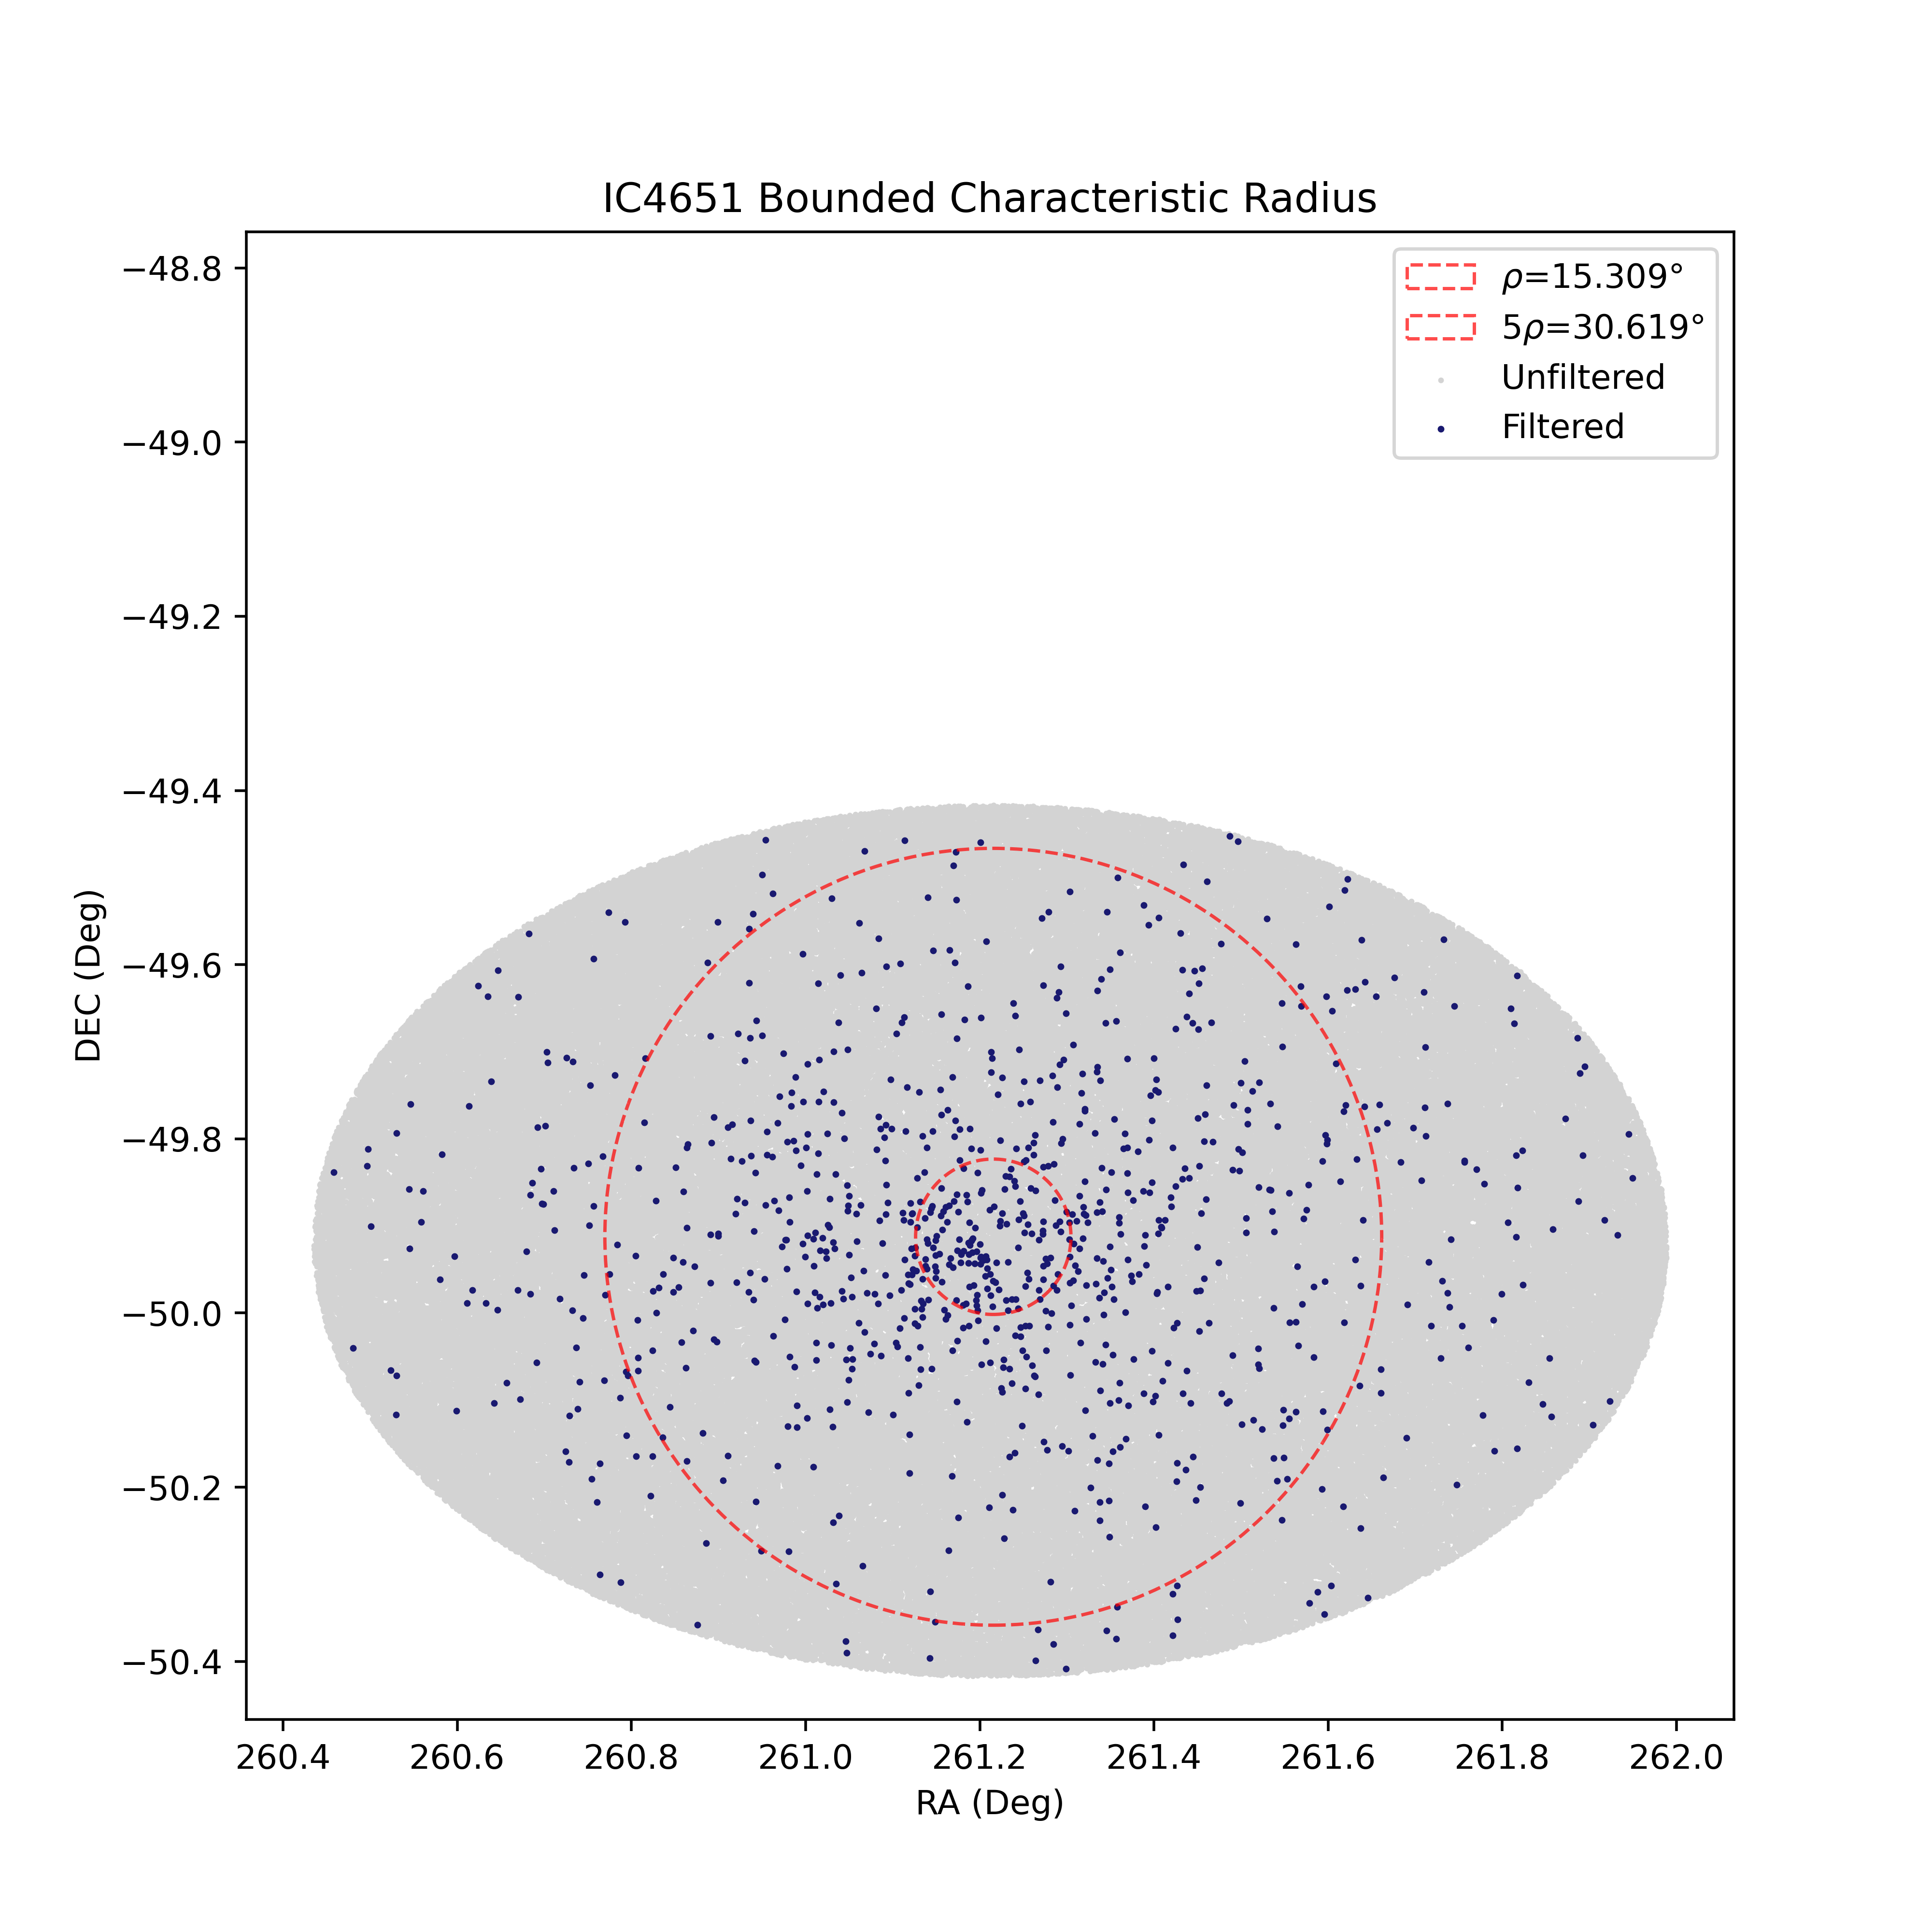 IC4651 Bounded Characteristic Radius
ρ=15.309°
5ρ=30.619°
Unfiltered
Filtered
−48.8
−49.0
−49.2
−49.4
−49.6
−49.8
−50.0
−50.2
−50.4
DEC (Deg)
260.4 260.6 260.8 261.0 261.2 261.4 261.6 261.8 262.0
RA (Deg)